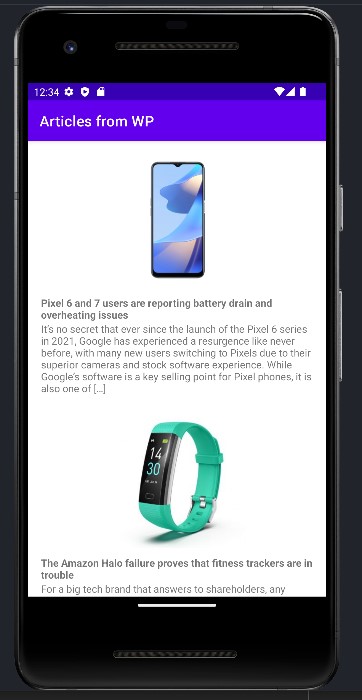 12:34
Articles from WP
Pixel 6 and 7 users are reporting battery drain and
overheating issues
It's no secret that ever since the launch of the Pixel 6 series
in 2021, Google has experienced a resurgence like never
before, with many new users switching to Pixels due to their
superior cameras and stock software experience. While
Google's software is a key selling point for Pixel phones, it is
also one of [...]
14
30
The Amazon Halo failure proves that fitness trackers are in
trouble
For a big tech brand that answers to shareholders, any